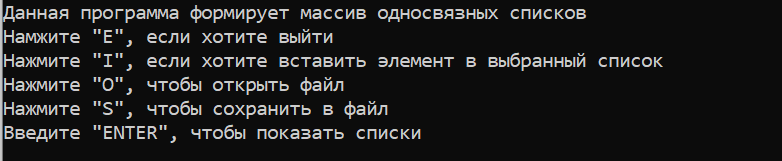 Данная программа формирует массив односвязных списков
Намжите "E", если хотите выйти
Нажмите "I", если хотите вставить элемент в выбранный список
Нажмите "O", чтобы открыть файл
Нажмите "S", чтобы сохранить в файл
Введите "ENTER", чтобы показать списки